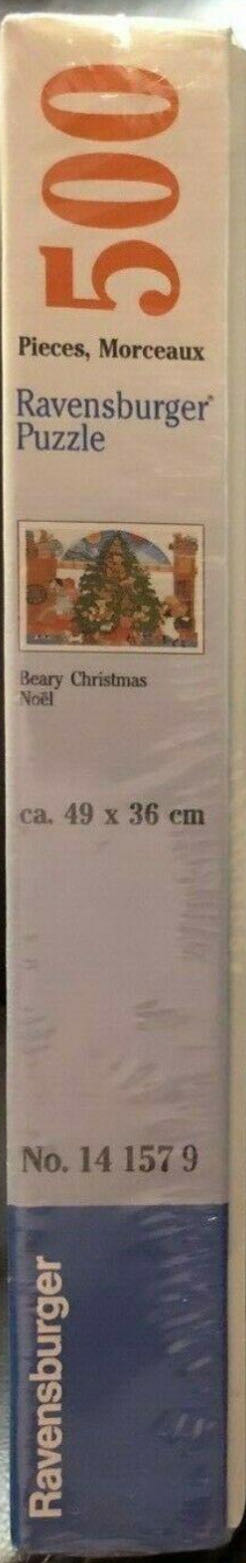 500
Pieces, Morceaux
Ravensburger®
Puzzle
Beary Christmas
Noël
ca. 49 x 36 cm
No. 14 157 9
Ravensburger